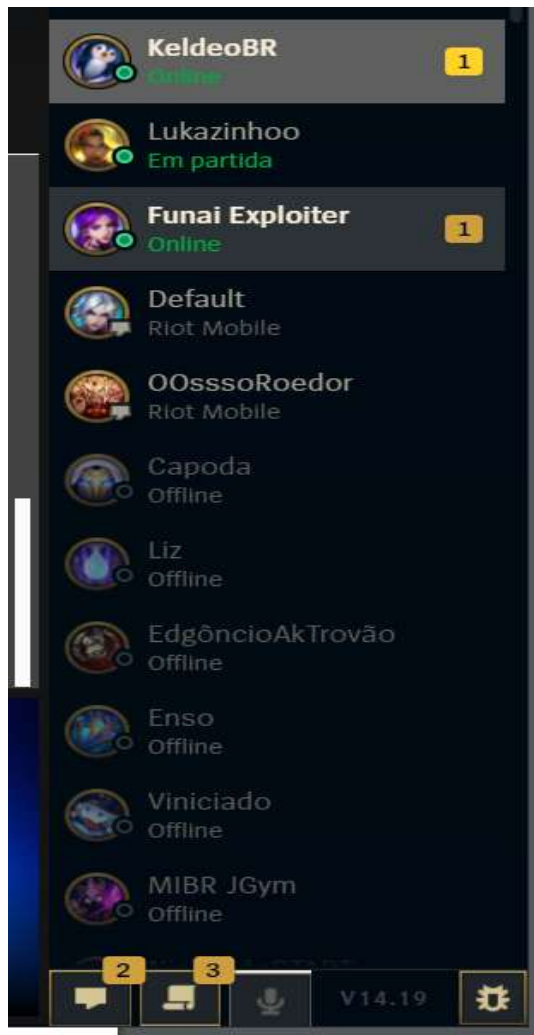 KeldeoBR
1
Online
Lukazinhoo
Em partida
Funai Exploiter
1
Online
Default
Riot Mobile
OOsssoRoedor
Riot Mobile
Capoda
Offline
Liz
Offline
EdgôncioAkTrovão
Offline
Enso
Offline
Viniciado
Offline
MIBR JGym
Offline
2
3
V14.19